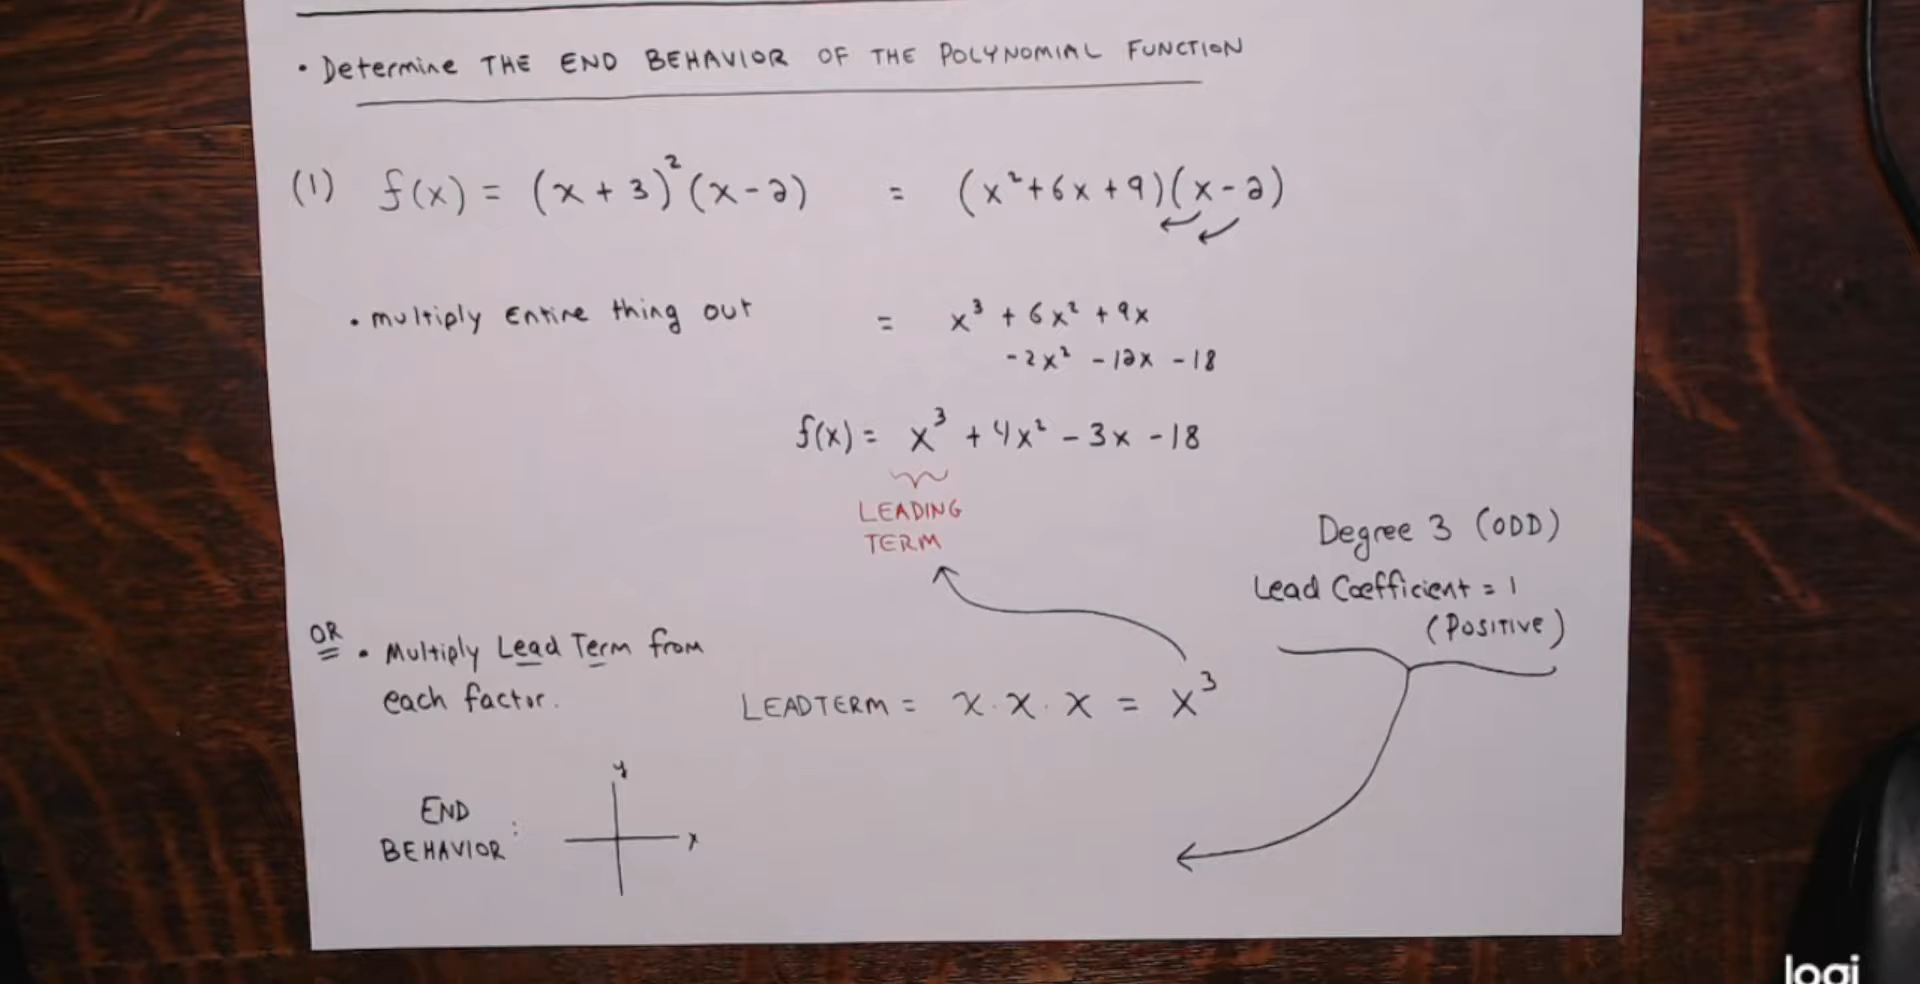 • Determine THE END BEHAVIOR OF THE POLYNOMIAL FUNCTION
(1) f(x) = (x + 3)²(x - 2) = (x² + 6x + 9)(x - 2)
• multiply Entire thing out = x³ + 6x² + 9x
- 2x² - 12x - 18
f(x) = x³ + 4x² - 3x - 18
LEADING
TERM
Degree 3 (ODD)
Lead Coefficient = 1
(POSITIVE)
OR • Multiply Lead Term from
each factor.
LEADTERM = x · x · x = x³
END
BEHAVIOR :
y
x
logi